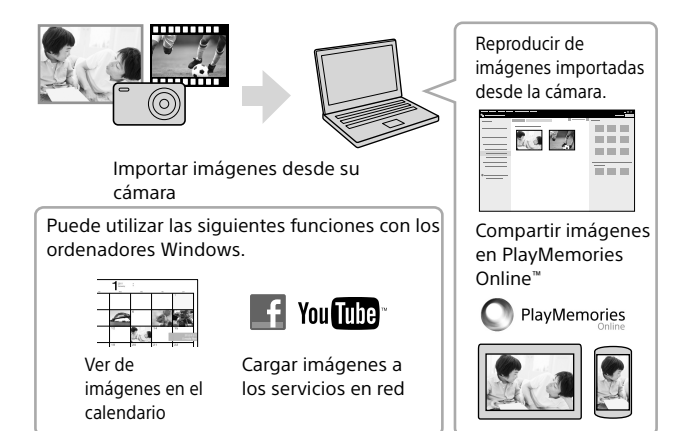 Importar imágenes desde su
cámara
Reproducir de
imágenes importadas
desde la cámara.
Compartir imágenes
en PlayMemories
Online™
PlayMemories
Online
Puede utilizar las siguientes funciones con los
ordenadores Windows.
1
f YouTube™
Ver de
imágenes en el
calendario
Cargar imágenes a
los servicios en red